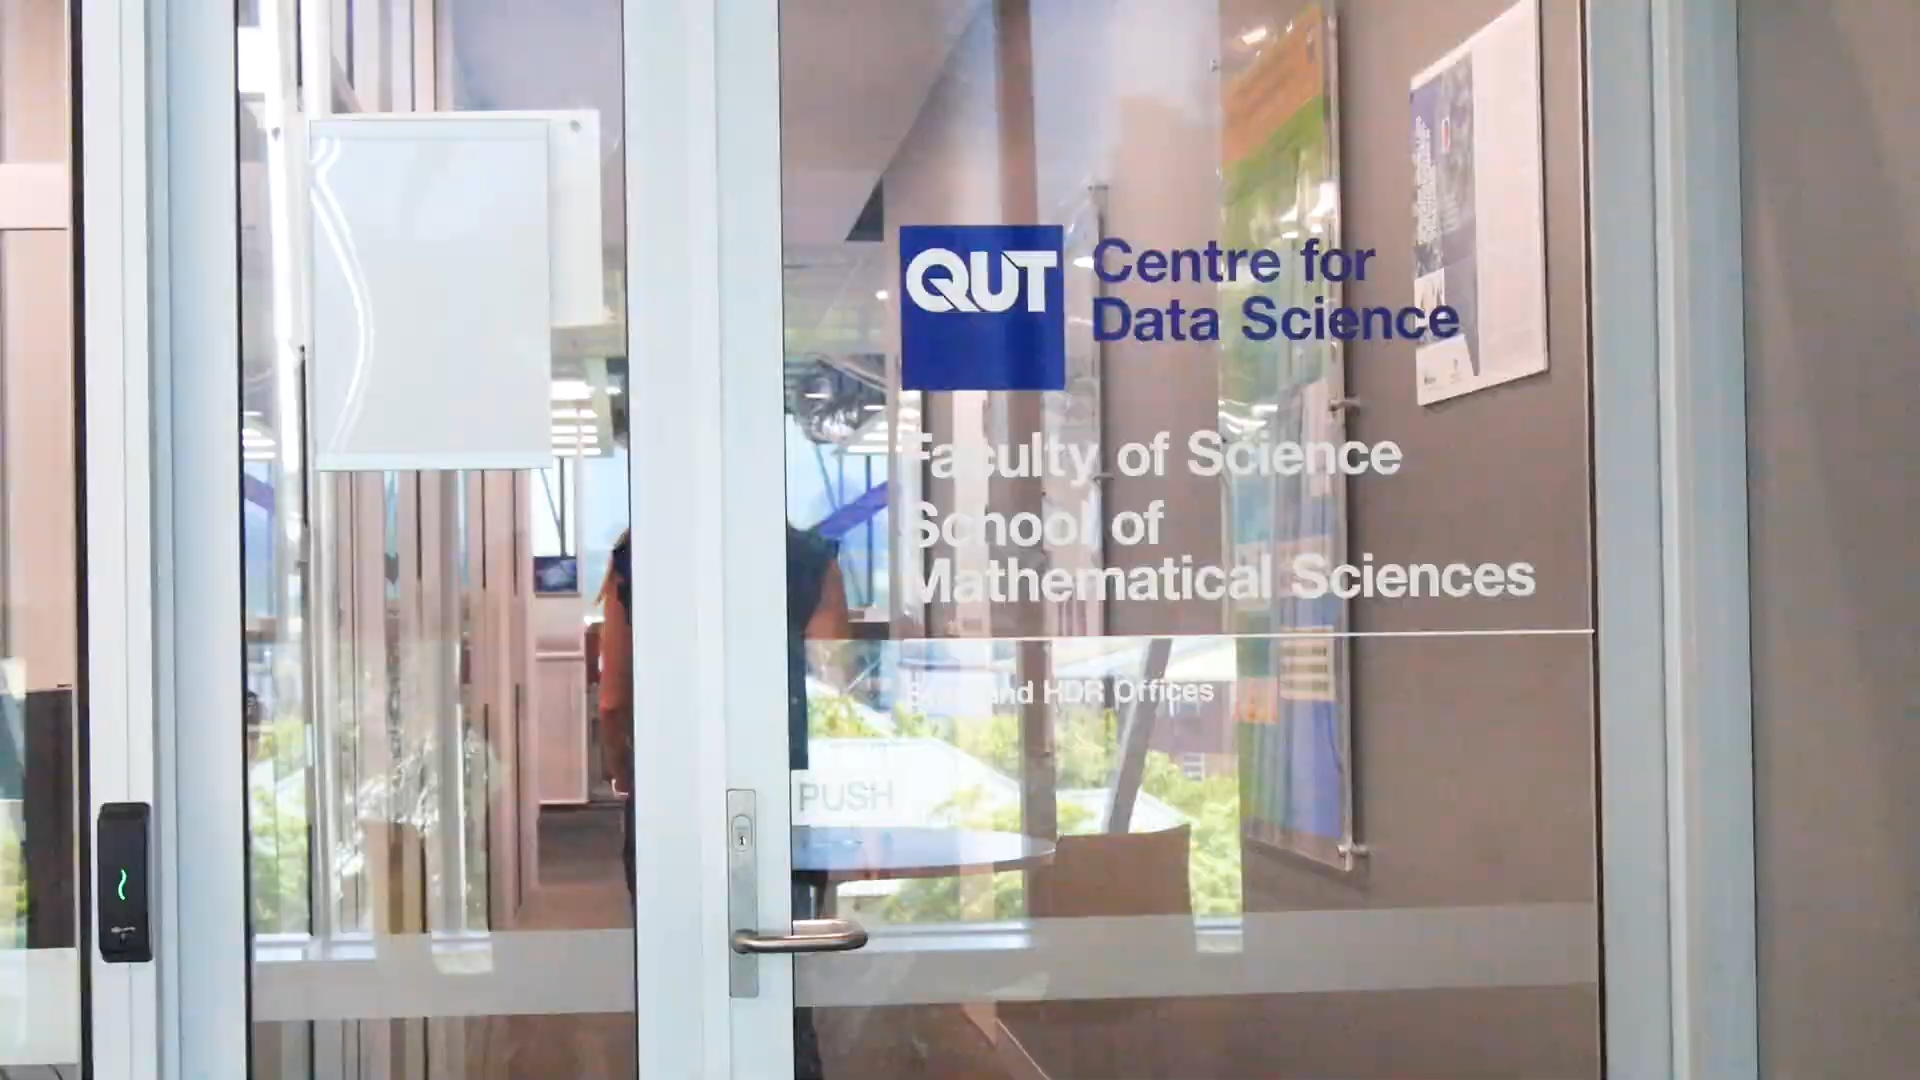 QUT
Centre for
Data Science
Faculty of Science
School of
Mathematical Sciences
and HDR Offices
PUSH